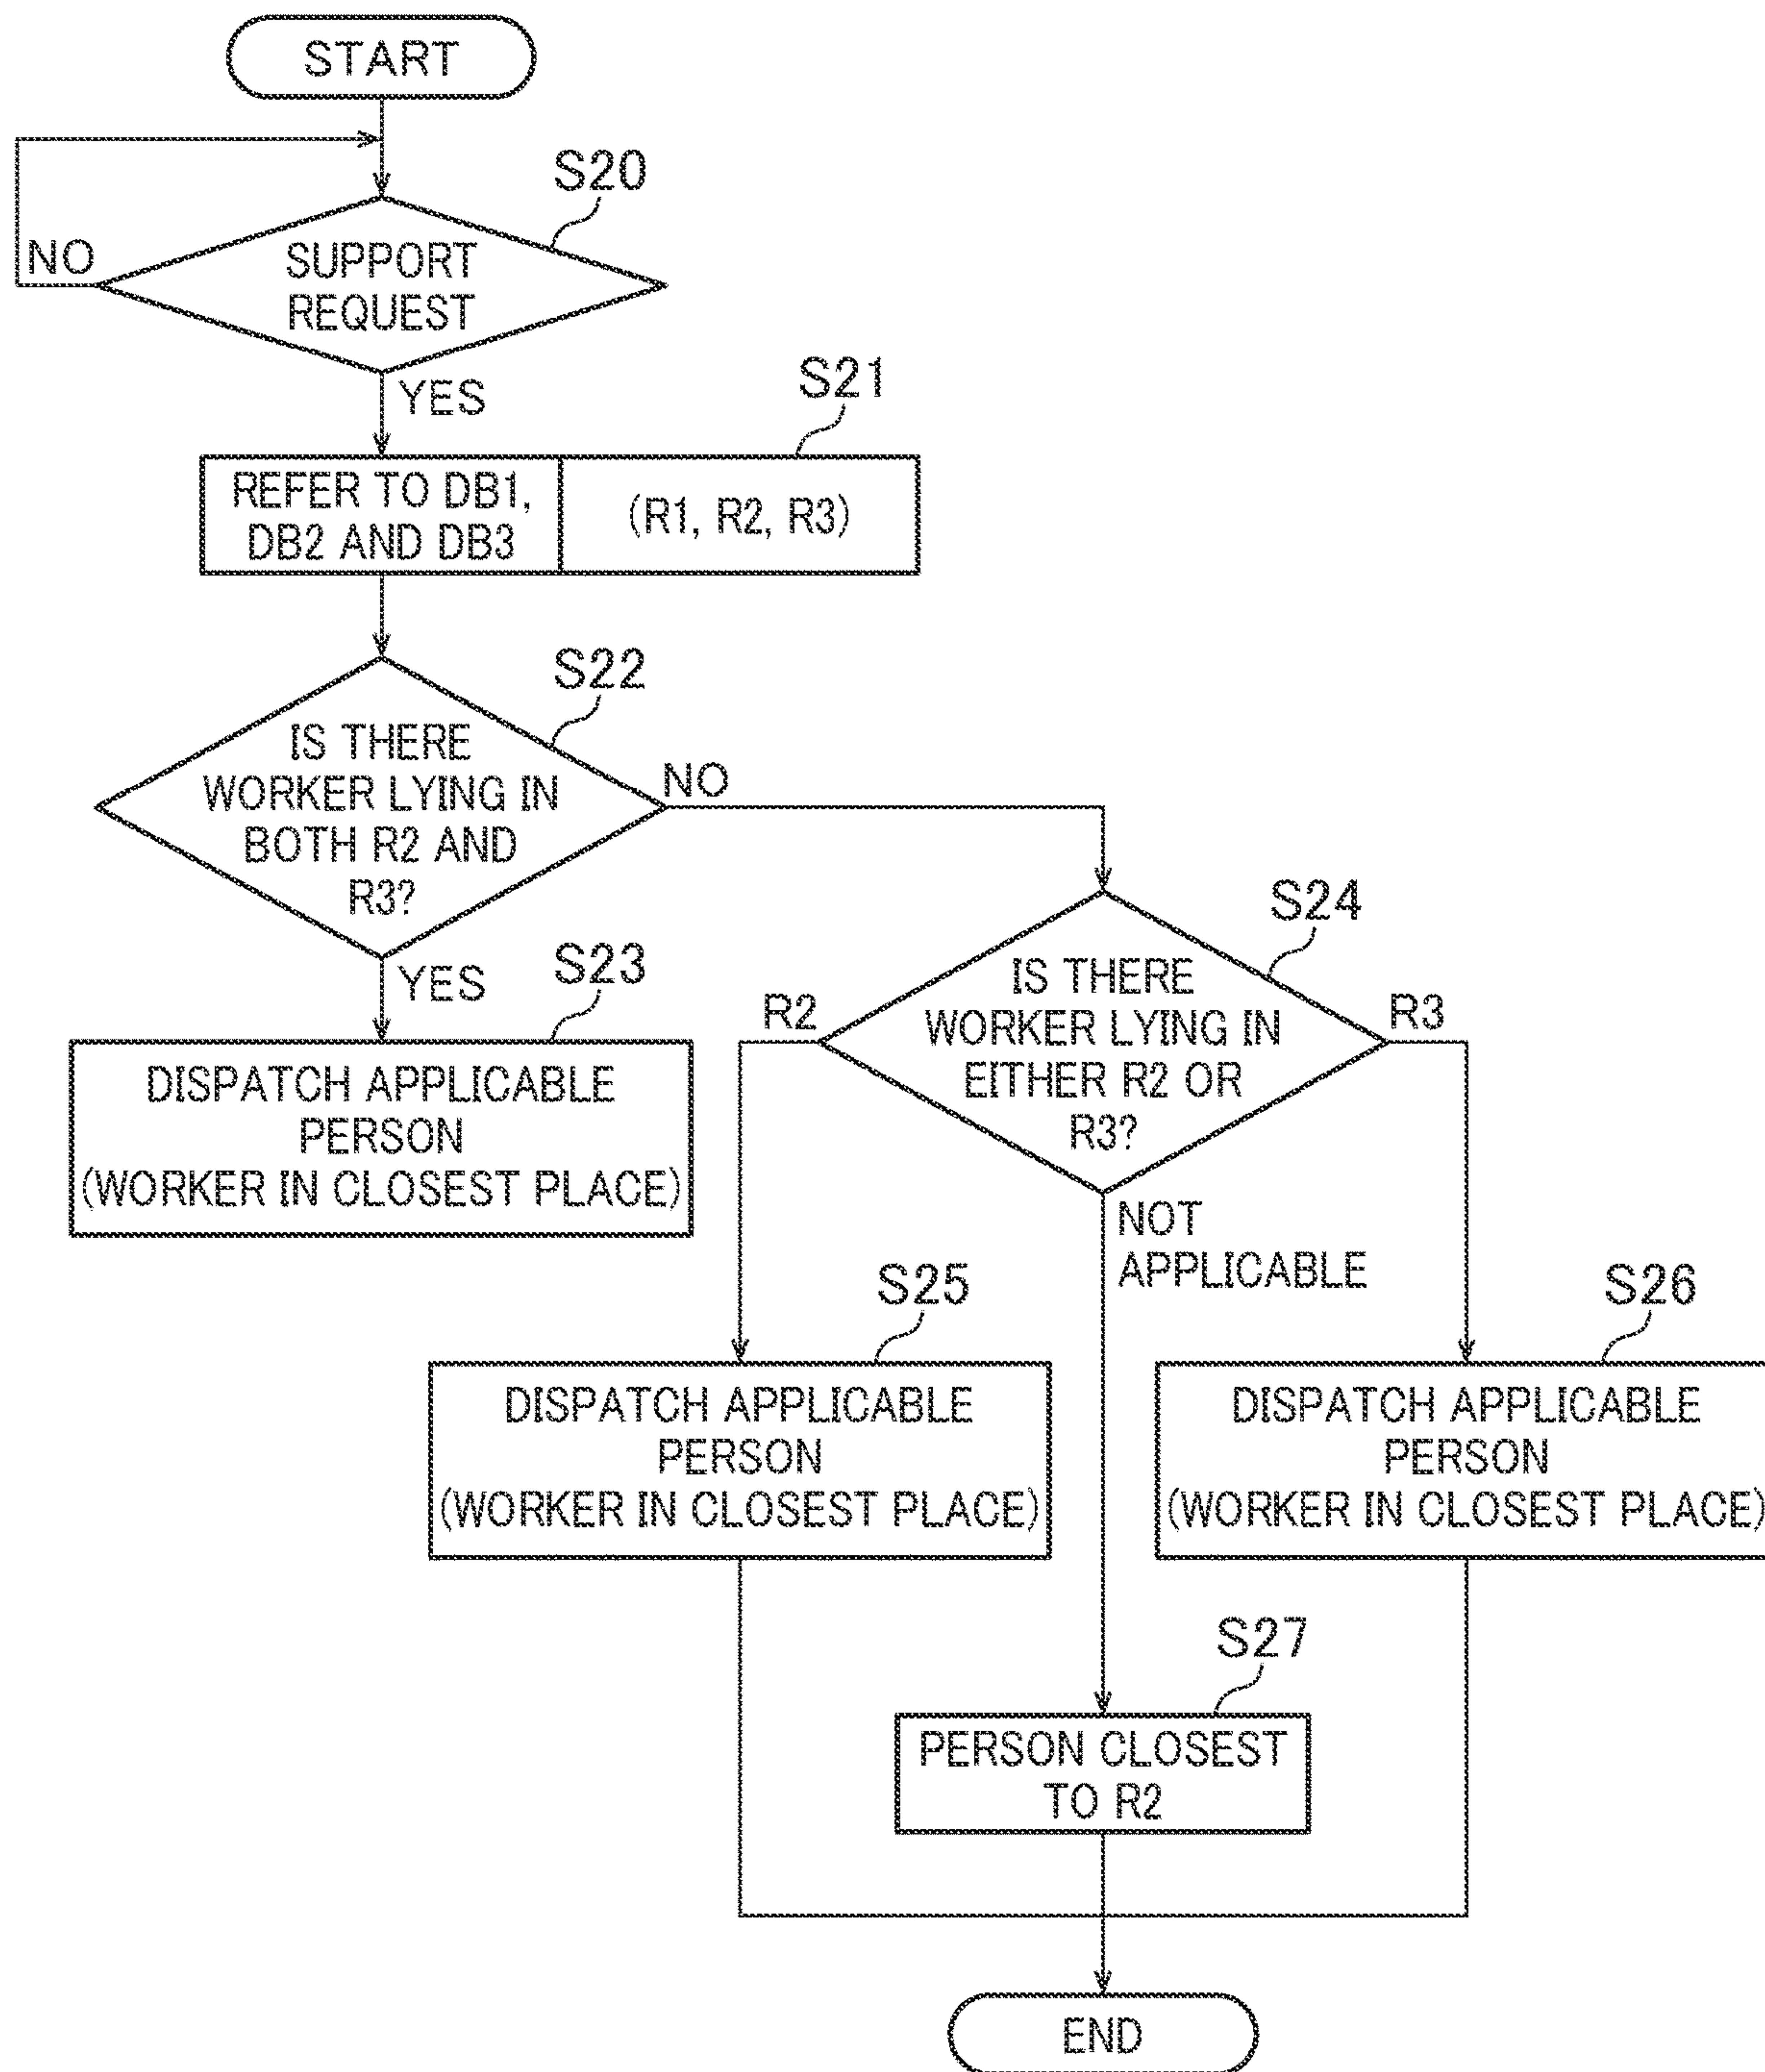 START
S20
NO
SUPPORT
REQUEST
YES
S21
REFER TO DB1,
DB2 AND DB3
(R1, R2, R3)
S22
IS THERE
WORKER LYING IN
BOTH R2 AND
R3?
NO
YES
S23
DISPATCH APPLICABLE
PERSON
(WORKER IN CLOSEST PLACE)
S24
IS THERE
WORKER LYING IN
EITHER R2 OR
R3?
R2
R3
NOT
APPLICABLE
S25
DISPATCH APPLICABLE
PERSON
(WORKER IN CLOSEST PLACE)
S26
DISPATCH APPLICABLE
PERSON
(WORKER IN CLOSEST PLACE)
S27
PERSON CLOSEST
TO R2
END